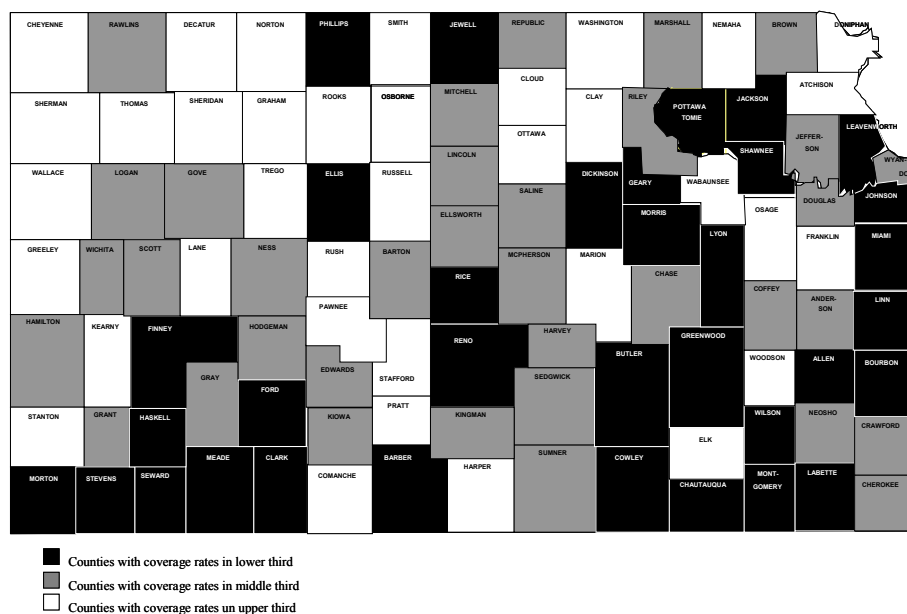 CHEYENNE
RAWLINS
DECATUR
NORTON
PHILLIPS
SMITH
JEWELL
REPUBLIC
WASHINGTON
MARSHALL
NEMAHA
BROWN
DONIPHAN
SHERMAN
THOMAS
SHERIDAN
GRAHAM
ROOKS
OSBORNE
MITCHELL
CLOUD
CLAY
RILEY
POTTAWA
TOMIE
JACKSON
ATCHISON
OTTAWA
LINCOLN
JEFFER-
SON
LEAVENWORTH
SHAWNEE
WYAN-
DO
WALLACE
LOGAN
GOVE
TREGO
ELLIS
RUSSELL
ELLSWORTH
SALINE
DICKINSON
GEARY
WABAUNSEE
MORRIS
OSAGE
DOUGLAS
JOHNSON
GREELEY
WICHITA
SCOTT
LANE
NESS
RUSH
BARTON
RICE
MCPHERSON
MARION
CHASE
LYON
FRANKLIN
MIAMI
COFFEY
ANDER-
SON
LINN
HAMILTON
KEARNY
FINNEY
HODGEMAN
PAWNEE
STAFFORD
RENO
HARVEY
BUTLER
GREENWOOD
WOODSON
ALLEN
BOURBON
GRAY
FORD
EDWARDS
SEDGWICK
STANTON
GRANT
HASKELL
KIOWA
PRATT
KINGMAN
WILSON
NEOSHO
CRAWFORD
ELK
MORTON
STEVENS
SEWARD
MEADE
CLARK
COMANCHE
BARBER
HARPER
SUMNER
COWLEY
CHAUTAUQUA
MONT-
GOMERY
LABETTE
CHEROKEE
Counties with coverage rates in lower third
Counties with coverage rates in middle third
Counties with coverage rates un upper third